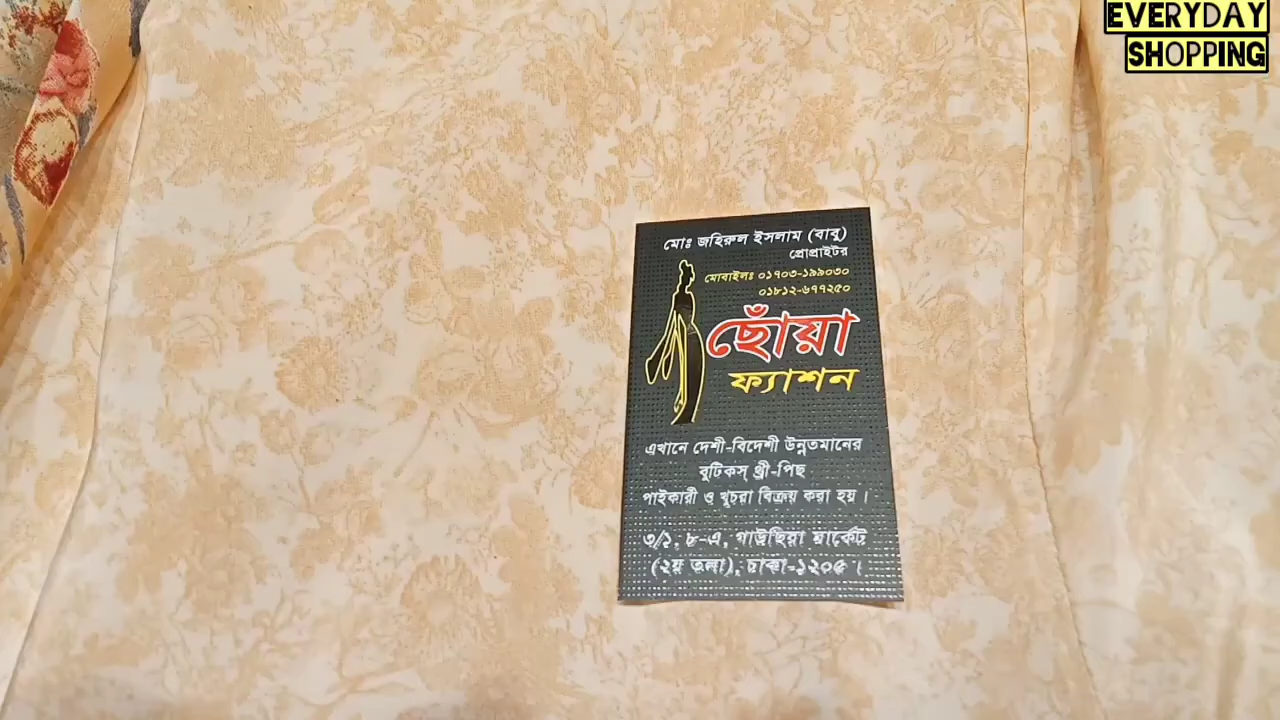 EVERYDAY
SHOPPING
মোঃ জহিরুল ইসলাম (বাবু)
প্রোপ্রাইটর
মোবাইলঃ ০১৭০৩-১৯৯০৩০
০১৮১২-৬৭৭২৫০
ছোঁয়া
ফ্যাশন
এখানে দেশী-বিদেশী উন্নতমানের
বুটিকস্ থ্রী-পিছ
পাইকারী ও খুচরা বিক্রয় করা হয়।
৩/১, ৮-এ, গাউছিয়া মার্কেট
(২য় তলা), ঢাকা-১২০৫।